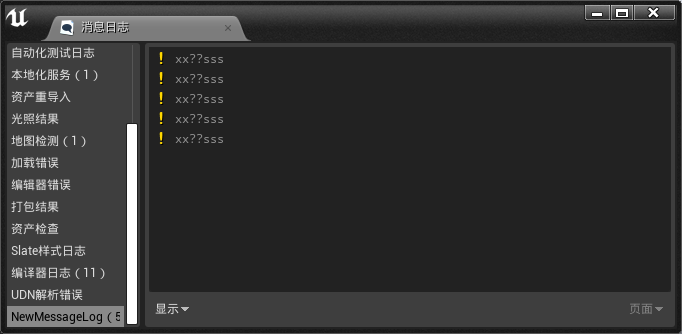 消息日志
自动化测试日志
本地化服务（1）
资产重导入
光照结果
地图检测（1）
加载错误
编辑器错误
打包结果
资产检查
Slate样式日志
编译器日志（11）
UDN解析错误
NewMessageLog（5
xx??sss
xx??sss
xx??sss
xx??sss
xx??sss
显示
页面